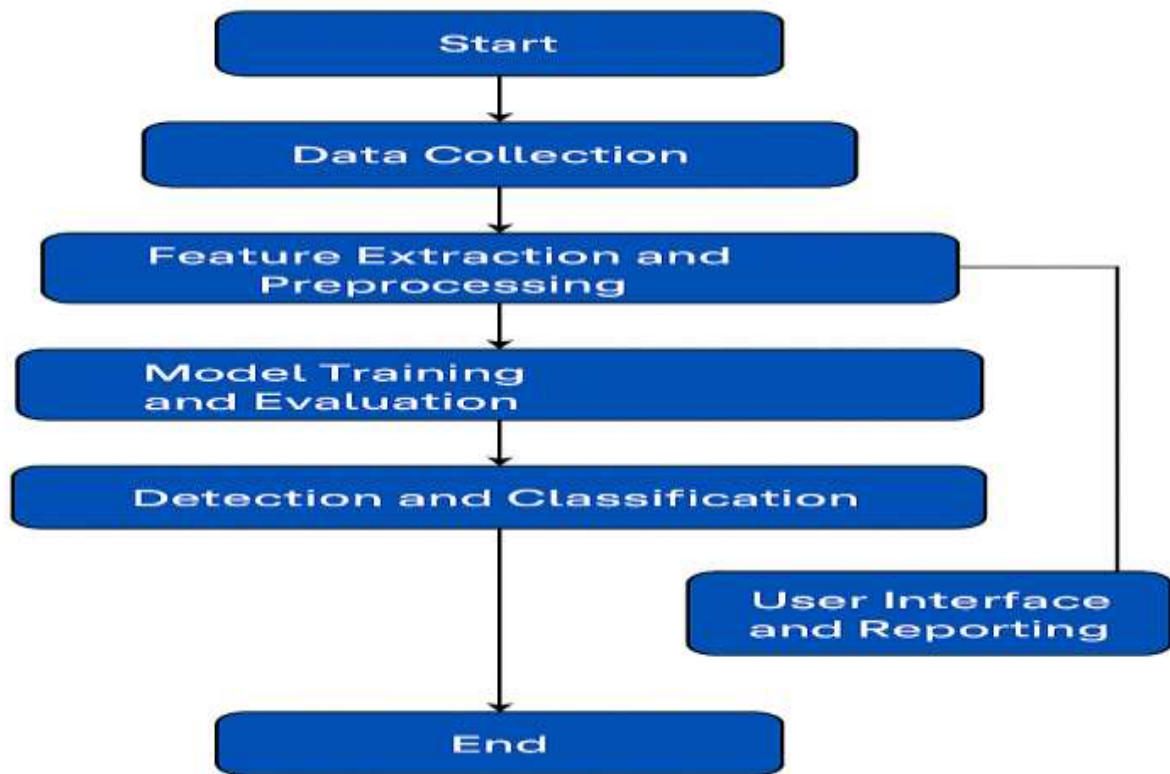 Start
Data Collection
Feature Extraction and
Preprocessing
Model Training
and Evaluation
Detection and Classification
User Interface
and Reporting
End